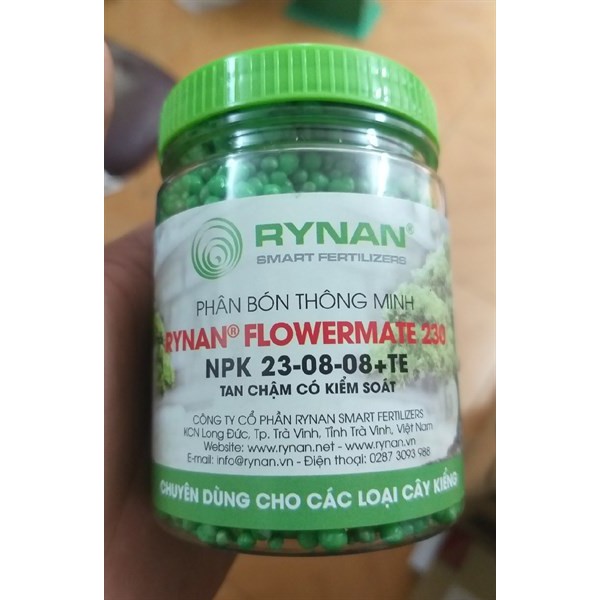 RYNAN®
SMART FERTILIZERS
PHÂN BÓN THÔNG MINH
RYNAN® FLOWERMATE 230
NPK 23-08-08+TE
TAN CHẬM CÓ KIỂM SOÁT
CÔNG TY CỔ PHẦN RYNAN SMART FERTILIZERS
KCN Long Đức, Tp. Trà Vinh, Tỉnh Trà Vinh, Việt Nam
Website: www.rynan.net - www.rynan.vn
E-mail: info@rynan.vn - Điện thoại: 0287 3093 988
CHUYÊN DÙNG CHO CÁC LOẠI CÂY KIỂNG